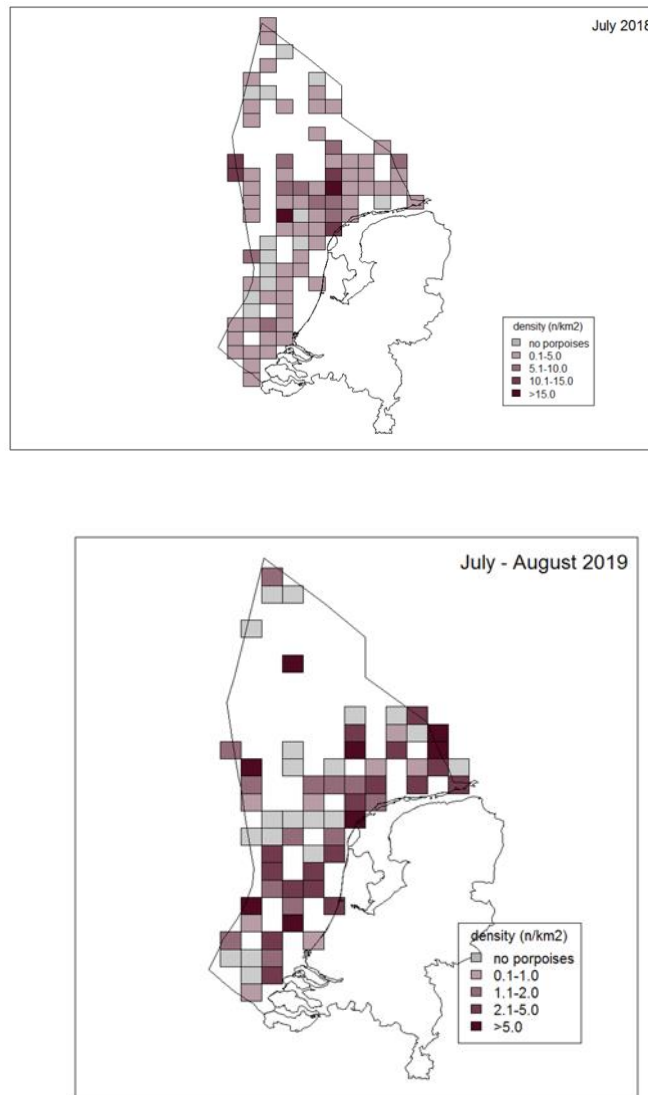 July 2018
density (n/km2)
no porpoises
0.1-5.0
5.1-10.0
10.1-15.0
>15.0
July - August 2019
density (n/km2)
no porpoises
0.1-1.0
1.1-2.0
2.1-5.0
>5.0